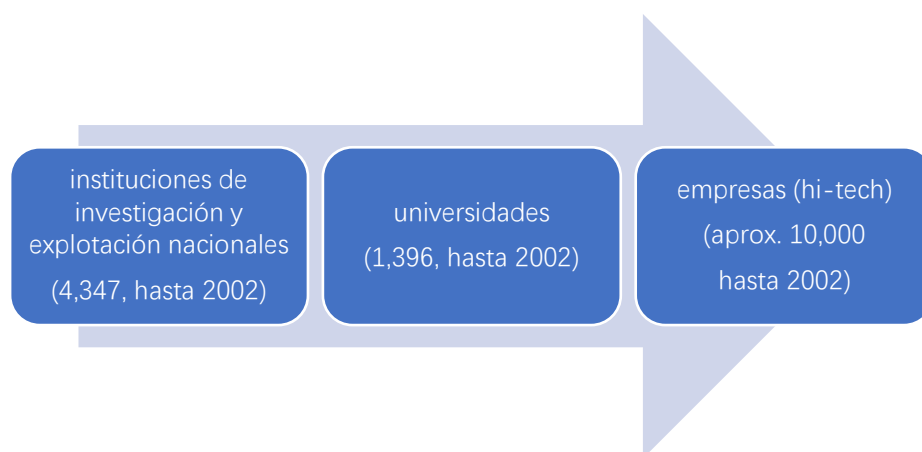 instituciones de
investigación y
explotación nacionales
(4,347, hasta 2002)
universidades
(1,396, hasta 2002)
empresas (hi-tech)
(aprox. 10,000
hasta 2002)